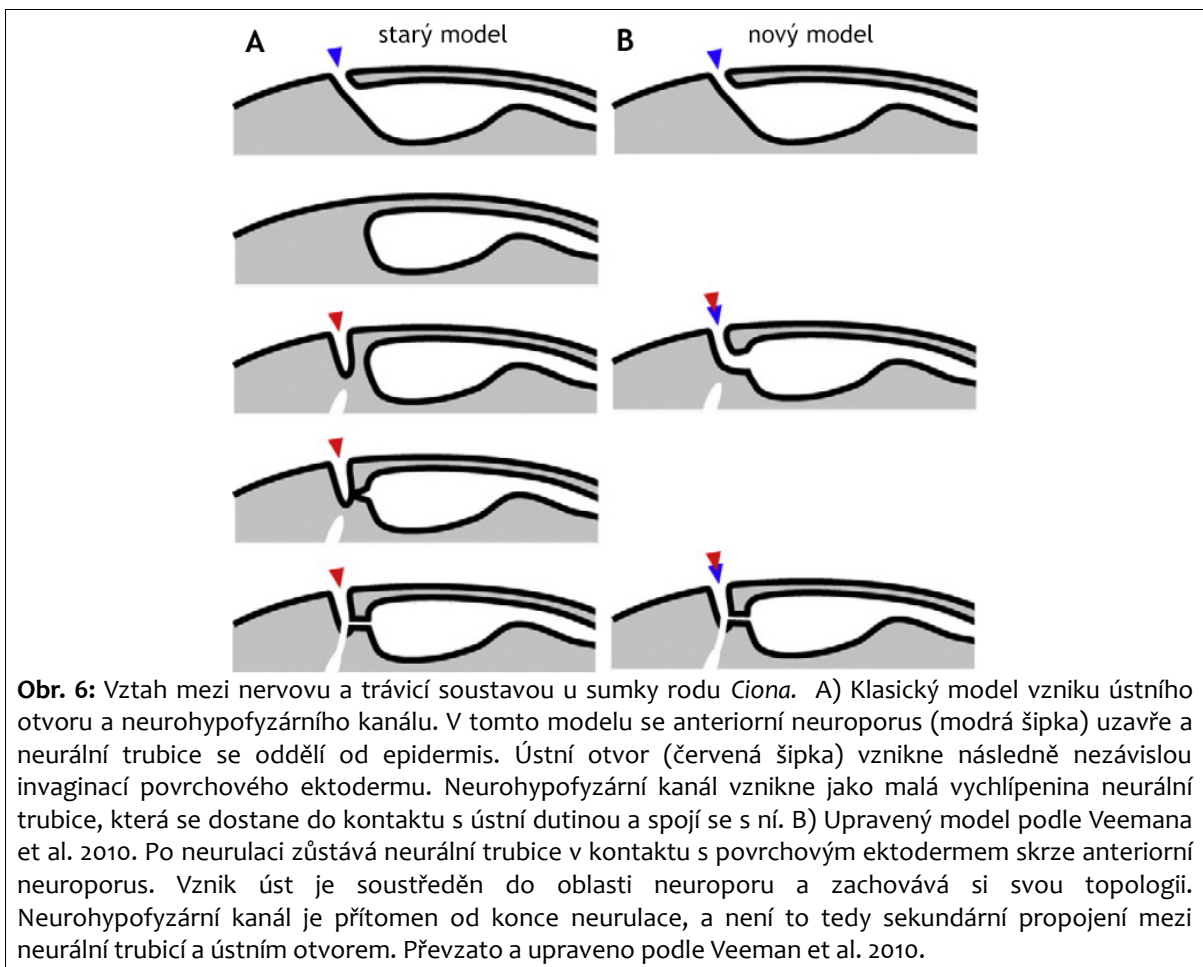 A starý model B nový model
Obr. 6: Vztah mezi nervovu a trávicí soustavou u sumky rodu Ciona. A) Klasický model vzniku ústního
otvoru a neurohypofyzárního kanálu. V tomto modelu se anteriorní neuroporus (modrá šipka) uzavře a
neurální trubice se oddělí od epidermis. Ústní otvor (červená šipka) vznikne následně nezávislou
invaginací povrchového ektodermu. Neurohypofyzární kanál vznikne jako malá vychlípenina neurální
trubice, která se dostane do kontaktu s ústní dutinou a spojí se s ní. B) Upravený model podle Veemana
et al. 2010. Po neurulaci zůstává neurální trubice v kontaktu s povrchovým ektodermem skrze anteriorní
neuroporus. Vznik úst je soustředěn do oblasti neuroporu a zachovává si svou topologii.
Neurohypofyzární kanál je přítomen od konce neurulace, a není to tedy sekundární propojení mezi
neurální trubicí a ústním otvorem. Převzato a upraveno podle Veeman et al. 2010.